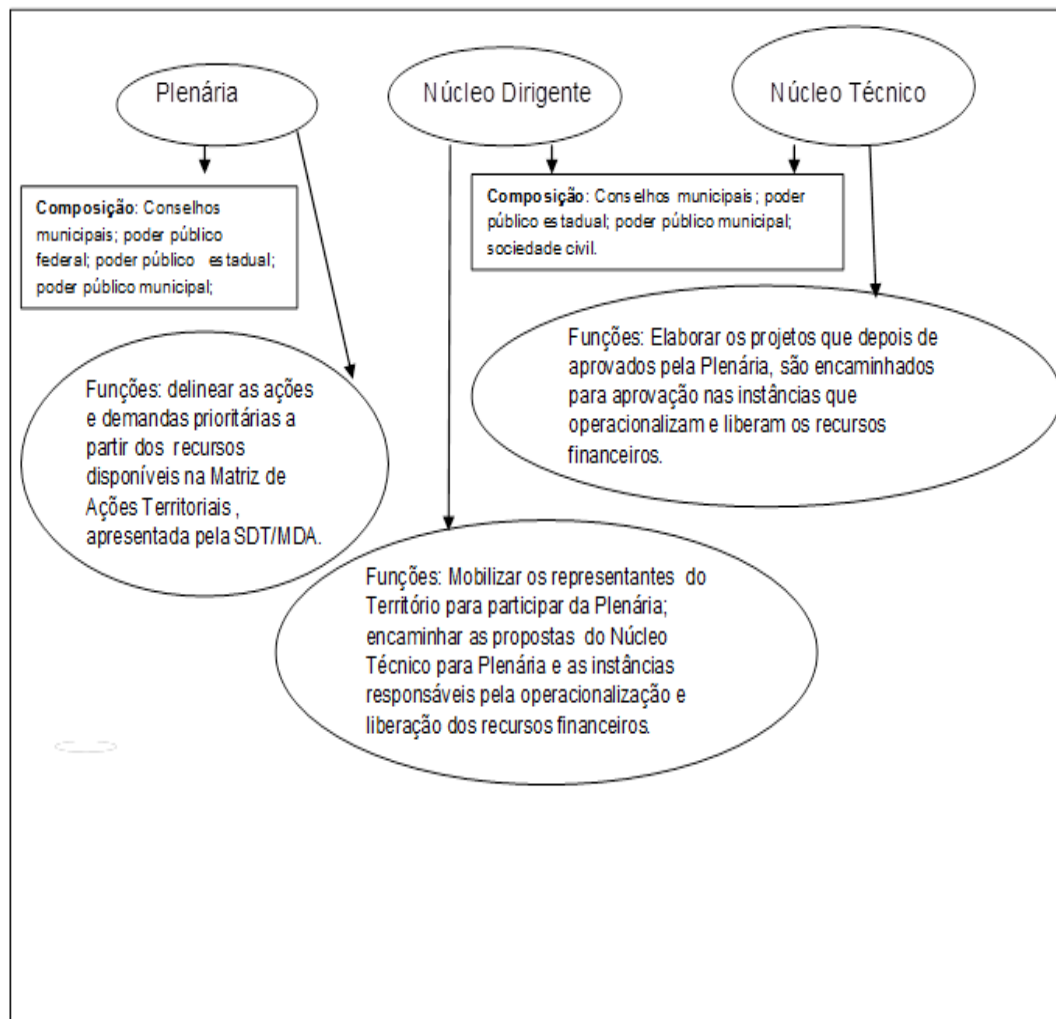 Plenária
Núcleo Dirigente
Núcleo Técnico
Composição: Conselhos
municipais; poder público
federal; poder público estadual;
poder público municipal;
Composição: Conselhos municipais; poder
público estadual; poder público municipal;
sociedade civil.
Funções: delinear as ações
e demandas prioritárias a
partir dos recursos
disponíveis na Matriz de
Ações Territoriais ,
apresentada pela SDT/MDA.
Funções: Elaborar os projetos que depois de
aprovados pela Plenária, são encaminhados
para aprovação nas instâncias que
operacionalizam e liberam os recursos
financeiros.
Funções: Mobilizar os representantes do
Território para participar da Plenária;
encaminhar as propostas do Núcleo
Técnico para Plenária e as instâncias
responsáveis pela operacionalização e
liberação dos recursos financeiros.